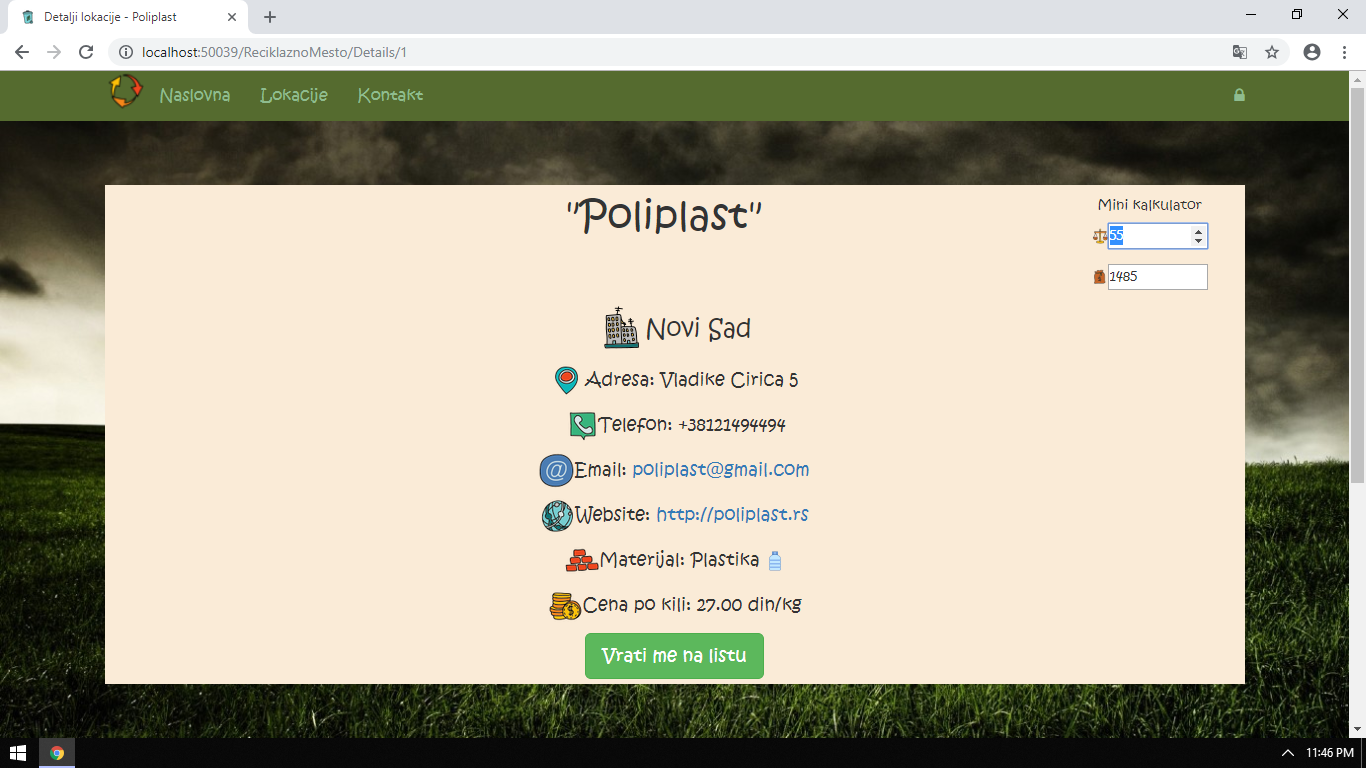 Detalji lokacije - Poliplast
localhost:50039/ReciklaznoMesto/Details/1
Naslovna Lokacije Kontakt
"Poliplast"
Mini kalkulator
55
1485
Novi Sad
Adresa: Vladike Cirica 5
Telefon: +38121494494
@ Email: poliplast@gmail.com
Website: http://poliplast.rs
Materijal: Plastika
$ Cena po kili: 27.00 din/kg
Vrati me na listu
11:46 PM